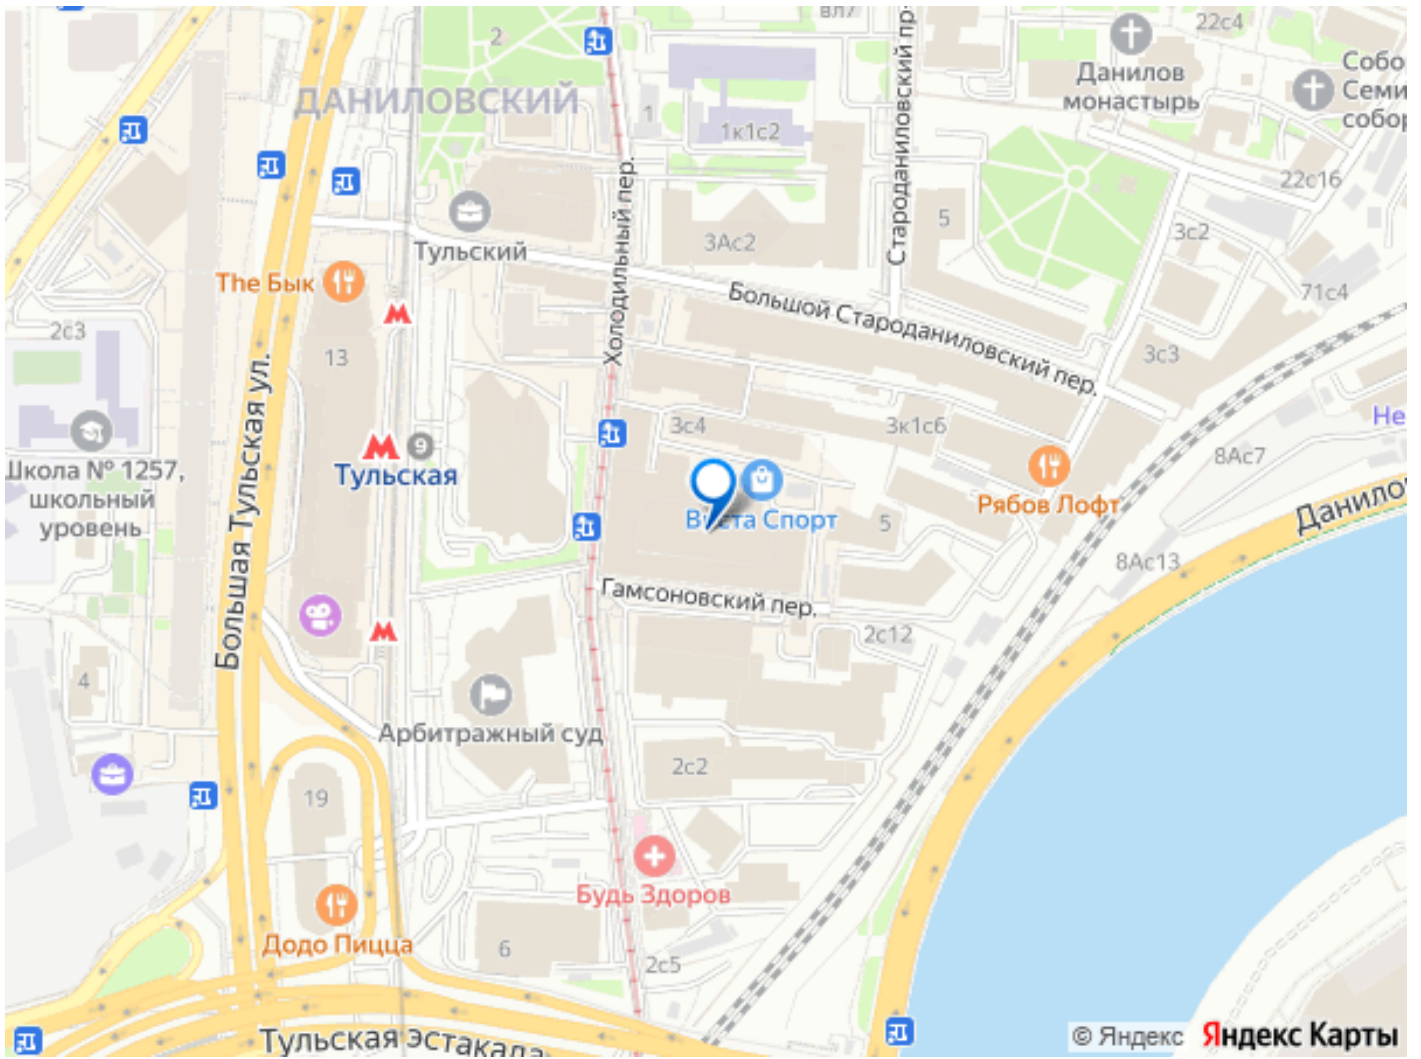 2
вл7
22с4
ДАНИЛОВСКИЙ
1
1к1с2
Данилов
монастырь
Собо
Семи
собор
Староданиловский пр-
22с16
Холодильный пер.
5
3Ас2
3с2
Тульский
The Бык
71с4
2с3
13
Большой Староданиловский пер.
3с3
3с4
3к1с6
Не
9
Тульская
Школа № 1257,
школьный
уровень
Большая Тульская ул.
8Ас7
Рябов Лофт
Данилов
Спорт
5
8Ас13
Гамсоновский пер.
2с12
4
Арбитражный суд
2с2
19
Будь Здоров
Додо Пицца
6
2с5
Тульская эстакада
© Яндекс Яндекс Карты